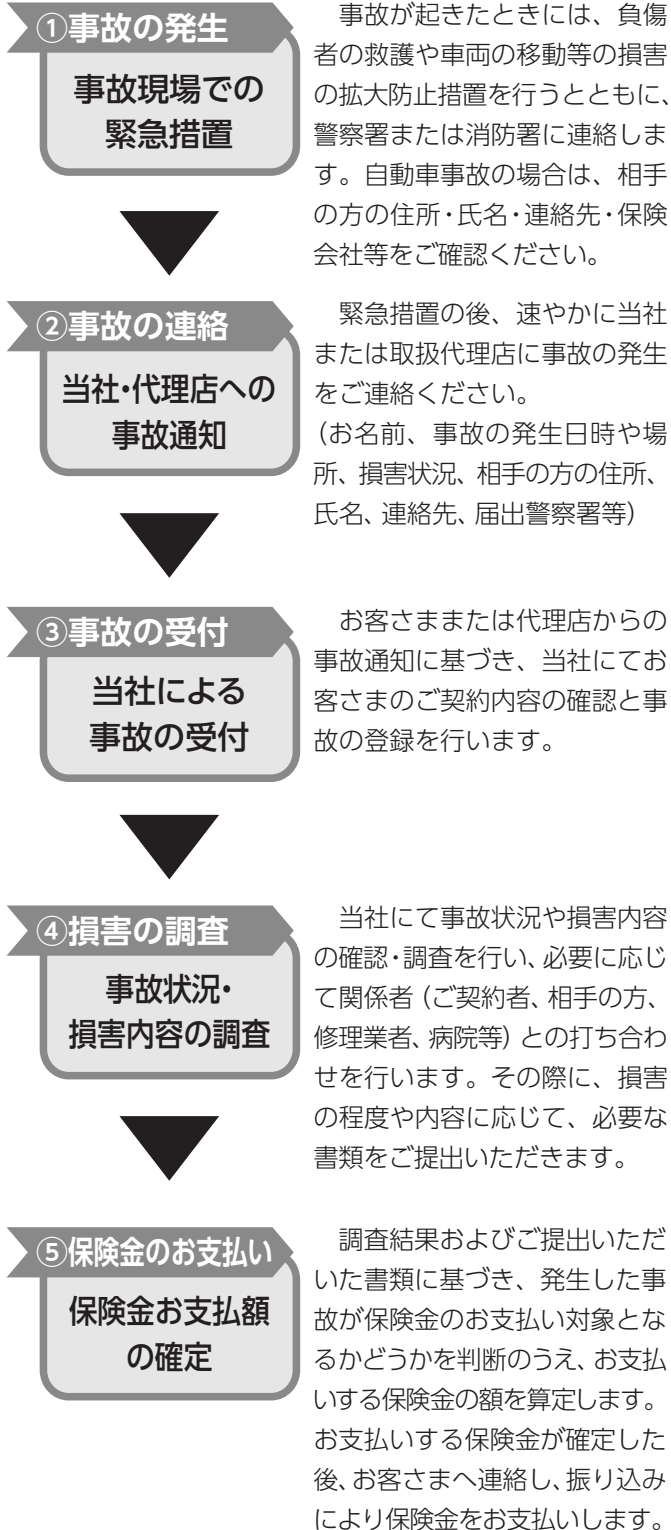 ①事故の発生
事故現場での
緊急措置
　事故が起きたときには、負傷
者の救護や車両の移動等の損害
の拡大防止措置を行うとともに、
警察署または消防署に連絡しま
す。自動車事故の場合は、相手
の方の住所・氏名・連絡先・保険
会社等をご確認ください。
②事故の連絡
当社・代理店への
事故通知
　緊急措置の後、速やかに当社
または取扱代理店に事故の発生
をご連絡ください。
（お名前、事故の発生日時や場
所、損害状況、相手の方の住所、
氏名、連絡先、届出警察署等）
③事故の受付
当社による
事故の受付
　お客さままたは代理店からの
事故通知に基づき、当社にてお
客さまのご契約内容の確認と事
故の登録を行います。
④損害の調査
事故状況・
損害内容の調査
　当社にて事故状況や損害内容
の確認・調査を行い、必要に応じ
て関係者（ご契約者、相手の方、
修理業者、病院等）との打ち合わ
せを行います。その際に、損害
の程度や内容に応じて、必要な
書類をご提出いただきます。
⑤保険金のお支払い
保険金お支払額
の確定
　調査結果およびご提出いただ
いた書類に基づき、発生した事
故が保険金のお支払い対象とな
るかどうかを判断のうえ、お支払
いする保険金の額を算定します。
お支払いする保険金が確定した
後、お客さまへ連絡し、振り込み
により保険金をお支払いします。